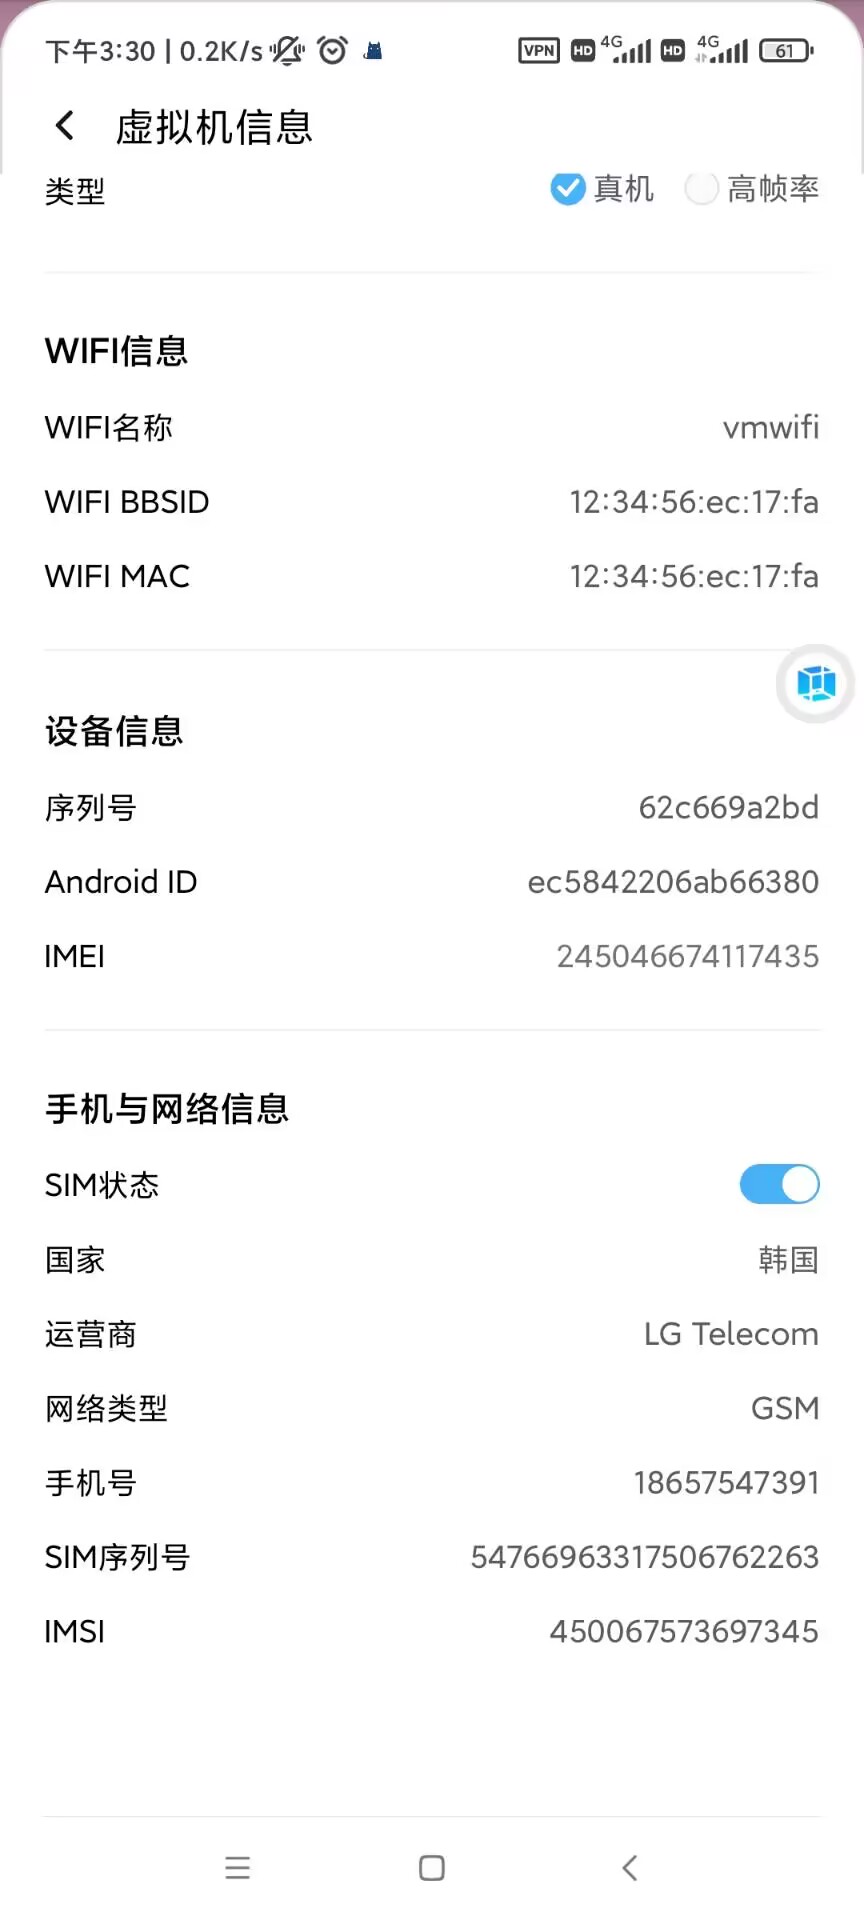 下午3:30 | 0.2K/s VPN HD 4G HD 4G 61
虚拟机信息
类型 真机 高帧率
WIFI信息
WIFI名称 vmwifi
WIFI BBSID 12:34:56:ec:17:fa
WIFI MAC 12:34:56:ec:17:fa
设备信息
序列号 62c669a2bd
Android ID ec5842206ab66380
IMEI 245046674117435
手机与网络信息
SIM状态
国家 韩国
运营商 LG Telecom
网络类型 GSM
手机号 18657547391
SIM序列号 54766963317506762263
IMSI 450067573697345